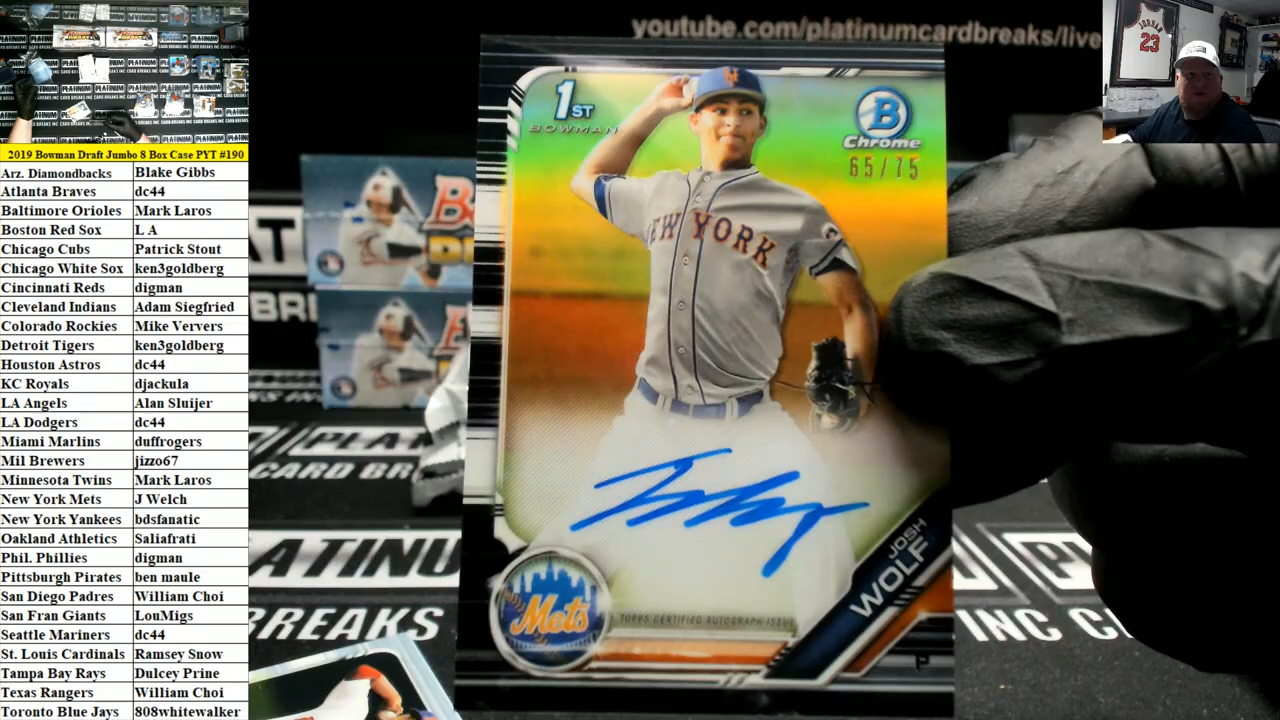 youtube.com/platinumcardbreaks/live
2019 Bowman Draft Jumbo 8 Box Case PYT #190
Arz. Diamondbacks Blake Gibbs
Atlanta Braves dc44
Baltimore Orioles Mark Laros
Boston Red Sox L A
Chicago Cubs Patrick Stout
Chicago White Sox ken3goldberg
Cincinnati Reds digman
Cleveland Indians Adam Siegfried
Colorado Rockies Mike Ververs
Detroit Tigers ken3goldberg
Houston Astros dc44
KC Royals djackula
LA Angels Alan Sluijer
LA Dodgers dc44
Miami Marlins duffrogers
Mil Brewers jizzo67
Minnesota Twins Mark Laros
New York Mets J Welch
New York Yankees bdsfanatic
Oakland Athletics Saliafrati
Phil. Phillies digman
Pittsburgh Pirates ben maule
San Diego Padres William Choi
San Fran Giants LouMigs
Seattle Mariners dc44
St. Louis Cardinals Ramsey Snow
Tampa Bay Rays Dulcey Prine
Texas Rangers William Choi
Toronto Blue Jays 808whitewalker
1ST
BOWMAN
B
Chrome
65/75
NEW YORK
JOSH
WOLF
Mets
TOPPS CERTIFIED AUTOGRAPH ISSUE
P
JORDAN
23